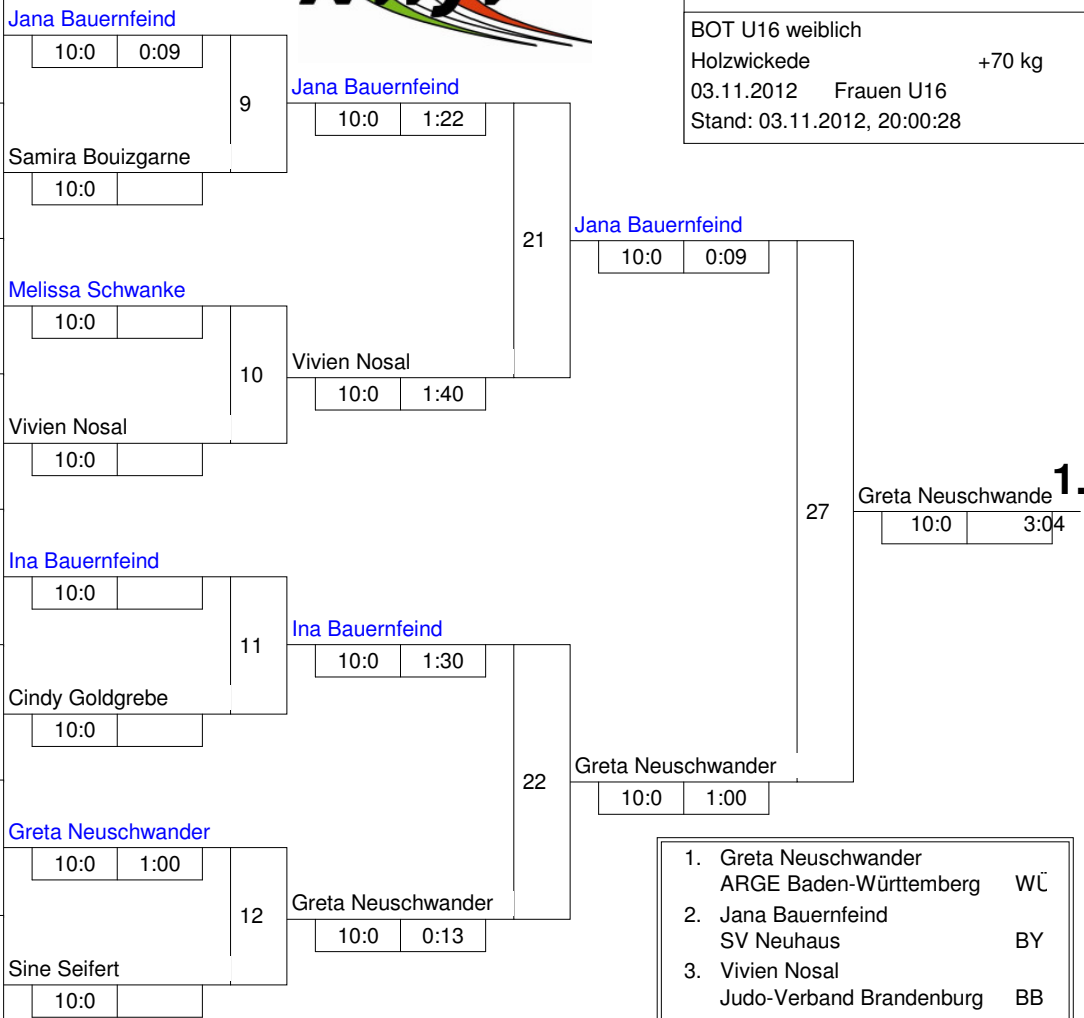 Jana Bauernfeind
10:0 0:09
9
Samira Bouizgarne
10:0
Melissa Schwanke
10:0
10
Vivien Nosal
10:0
Ina Bauernfeind
10:0
11
Cindy Goldgrebe
10:0
Greta Neuschwander
10:0 1:00
12
Sine Seifert
10:0
Jana Bauernfeind
10:0 1:22
21
Vivien Nosal
10:0 1:40
Ina Bauernfeind
10:0 1:30
22
Greta Neuschwander
10:0 0:13
BOT U16 weiblich
Holzwickede +70 kg
03.11.2012 Frauen U16
Stand: 03.11.2012, 20:00:28
Jana Bauernfeind
10:0 0:09
27
Greta Neuschwander
10:0 1:00
Greta Neuschwande 1.
10:0 3:04
1. Greta Neuschwander
ARGE Baden-Württemberg WÜ
2. Jana Bauernfeind
SV Neuhaus BY
3. Vivien Nosal
Judo-Verband Brandenburg BB